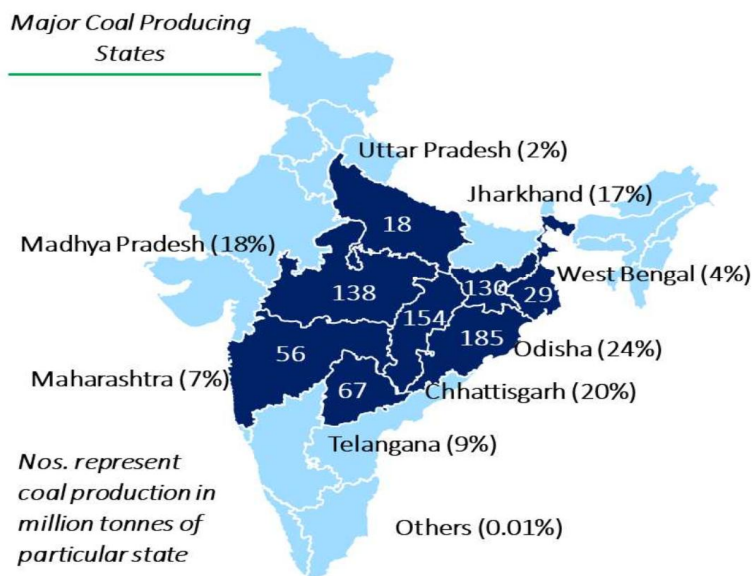 Major Coal Producing
States
Uttar Pradesh (2%)
Jharkhand (17%)
18
Madhya Pradesh (18%)
West Bengal (4%)
130
29
138
154
185
Odisha (24%)
56
Maharashtra (7%)
67
Chhattisgarh (20%)
Telangana (9%)
Nos. represent
coal production in
million tonnes of
particular state
Others (0.01%)